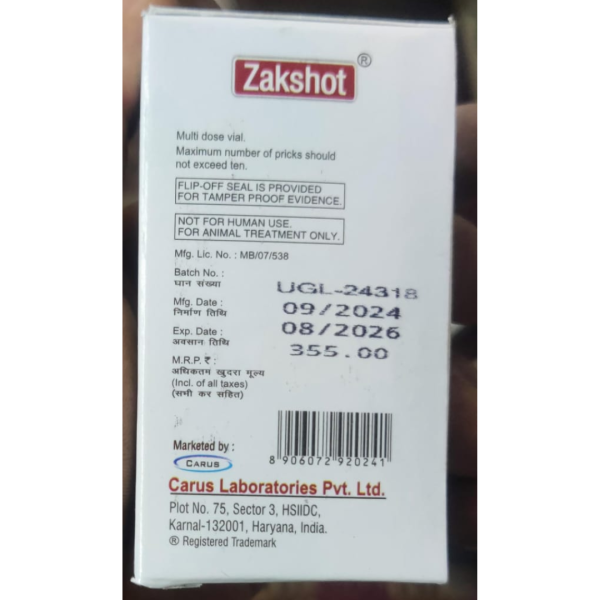 Zakshot®
Multi dose vial.
Maximum number of pricks should
not exceed ten.
FLIP-OFF SEAL IS PROVIDED
FOR TAMPER PROOF EVIDENCE.
NOT FOR HUMAN USE.
FOR ANIMAL TREATMENT ONLY.
Mfg. Lic. No. : MB/07/538
Batch No. : UGL-24318
घान संख्या
Mfg. Date : 09/2024
निर्माण तिथि
Exp. Date : 08/2026
अवसान तिथि
M.R.P. ₹ : 355.00
अधिकतम खुदरा मूल्य
(Incl. of all taxes)
(सभी कर सहित)
Marketed by :
CARUS
8 906072 920241
Carus Laboratories Pvt. Ltd.
Plot No. 75, Sector 3, HSIIDC,
Karnal-132001, Haryana, India.
® Registered Trademark